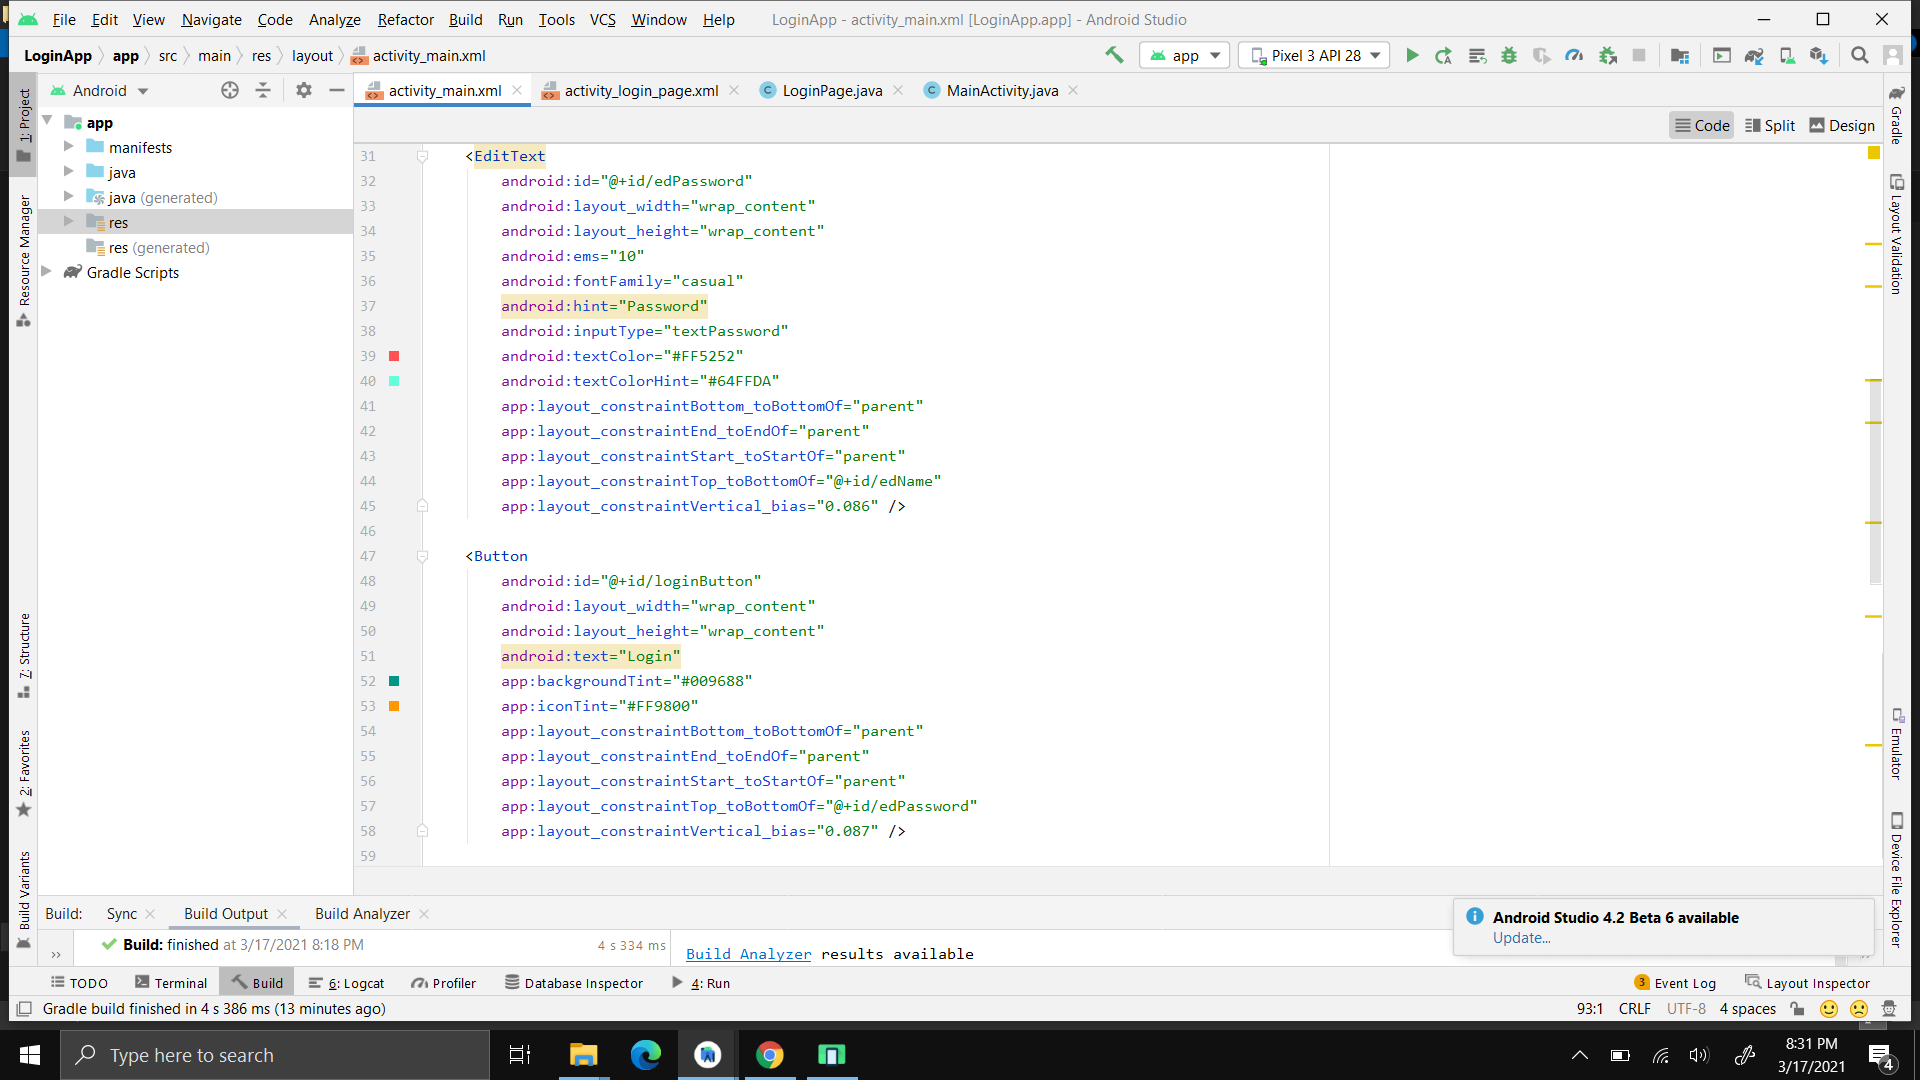 File Edit View Navigate Code Analyze Refactor Build Run Tools VCS Window Help LoginApp - activity_main.xml [LoginApp.app] - Android Studio
LoginApp app src main res layout activity_main.xml app Pixel 3 API 28
Android activity_main.xml activity_login_page.xml LoginPage.java MainActivity.java
Code Split Design
1: Project
Resource Manager
7: Structure
2: Favorites
Build Variants
app
manifests
java
java (generated)
res
res (generated)
Gradle Scripts
31 <EditText
32 android:id="@+id/edPassword"
33 android:layout_width="wrap_content"
34 android:layout_height="wrap_content"
35 android:ems="10"
36 android:fontFamily="casual"
37 android:hint="Password"
38 android:inputType="textPassword"
39 android:textColor="#FF5252"
40 android:textColorHint="#64FFDA"
41 app:layout_constraintBottom_toBottomOf="parent"
42 app:layout_constraintEnd_toEndOf="parent"
43 app:layout_constraintStart_toStartOf="parent"
44 app:layout_constraintTop_toBottomOf="@+id/edName"
45 app:layout_constraintVertical_bias="0.086" />
46
47 <Button
48 android:id="@+id/loginButton"
49 android:layout_width="wrap_content"
50 android:layout_height="wrap_content"
51 android:text="Login"
52 app:backgroundTint="#009688"
53 app:iconTint="#FF9800"
54 app:layout_constraintBottom_toBottomOf="parent"
55 app:layout_constraintEnd_toEndOf="parent"
56 app:layout_constraintStart_toStartOf="parent"
57 app:layout_constraintTop_toBottomOf="@+id/edPassword"
58 app:layout_constraintVertical_bias="0.087" />
59
Gradle
Layout Validation
Emulator
Device File Explorer
Build: Sync Build Output Build Analyzer
Build: finished at 3/17/2021 8:18 PM 4 s 334 ms
Build Analyzer results available
Android Studio 4.2 Beta 6 available
Update...
TODO Terminal Build 6: Logcat Profiler Database Inspector 4: Run 3 Event Log Layout Inspector
Gradle build finished in 4 s 386 ms (13 minutes ago) 93:1 CRLF UTF-8 4 spaces
Type here to search
8:31 PM
3/17/2021
4